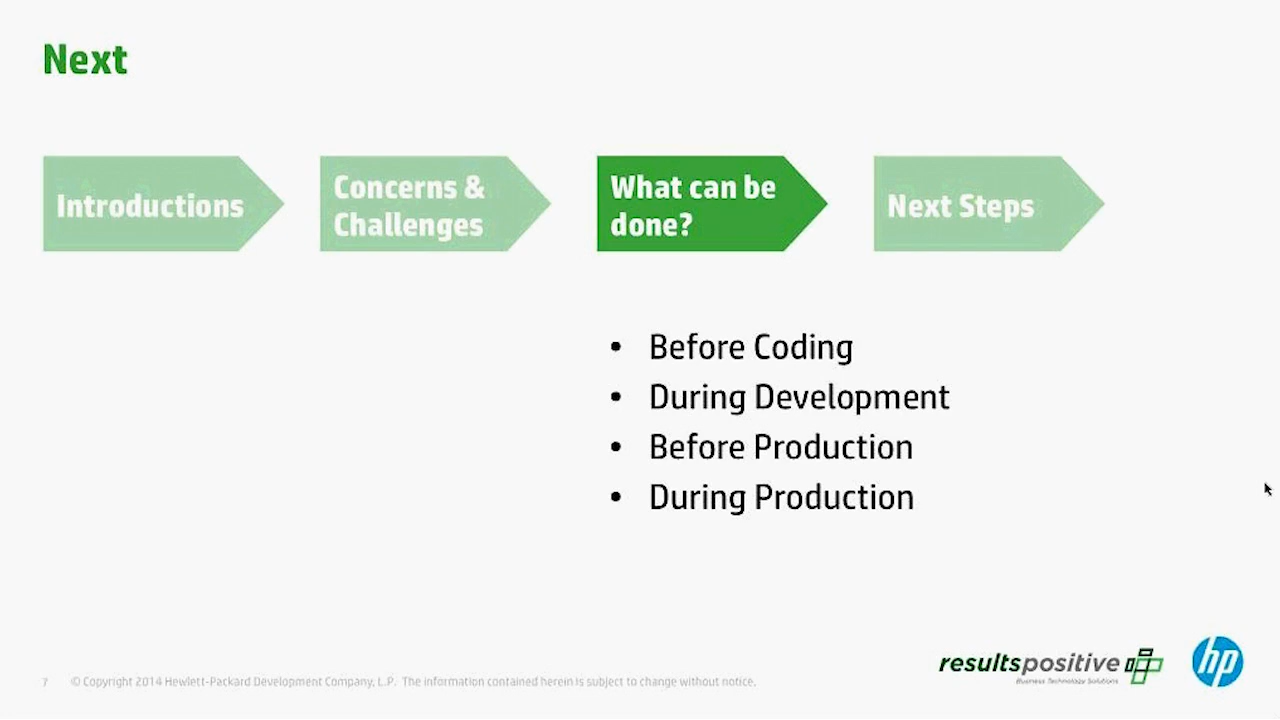 Next
Introductions
Concerns &
Challenges
What can be
done?
Next Steps
• Before Coding
• During Development
• Before Production
• During Production
7 © Copyright 2014 Hewlett-Packard Development Company, L.P. The information contained herein is subject to change without notice.
resultspositive
Business Technology Solutions
hp